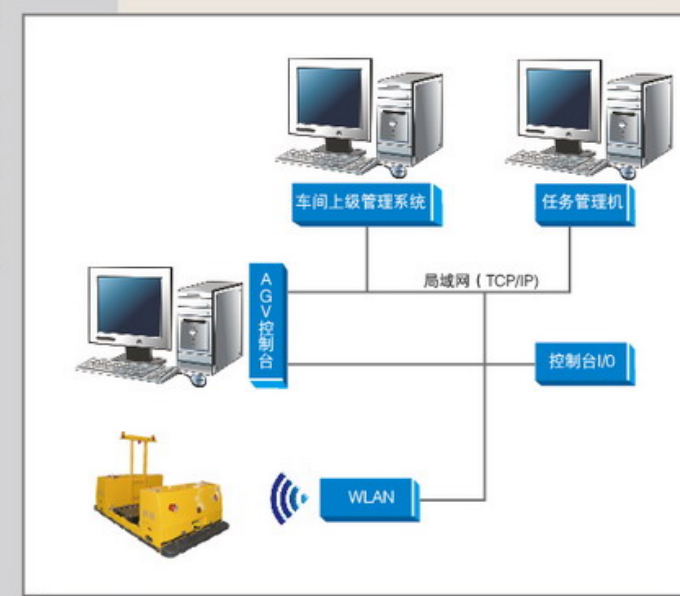 车间上级管理系统
任务管理机
局域网 ( TCP/IP)
AGV控制台
控制台I/0
WLAN